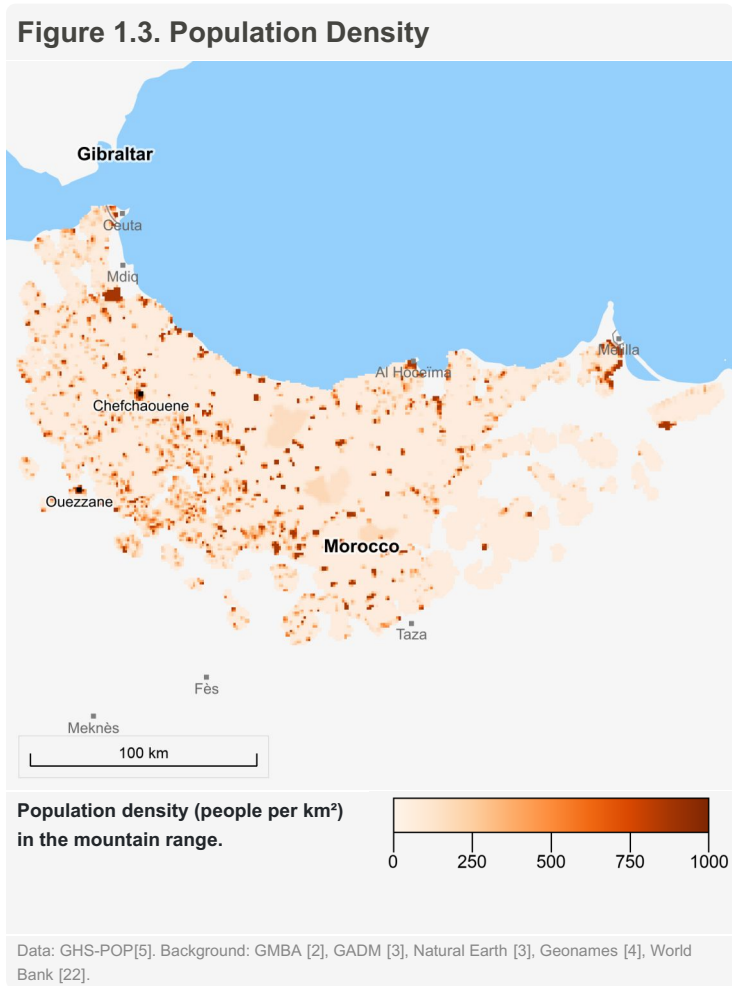 Figure 1.3. Population Density
Gibraltar
Ceuta
Mdiq
Melilla
Al Hoceïma
Chefchaouene
Ouezzane
Morocco
Taza
Fès
Meknès
100 km
Population density (people per km²)
in the mountain range.
0 250 500 750 1000
Data: GHS-POP[5]. Background: GMBA [2], GADM [3], Natural Earth [3], Geonames [4], World
Bank [22].